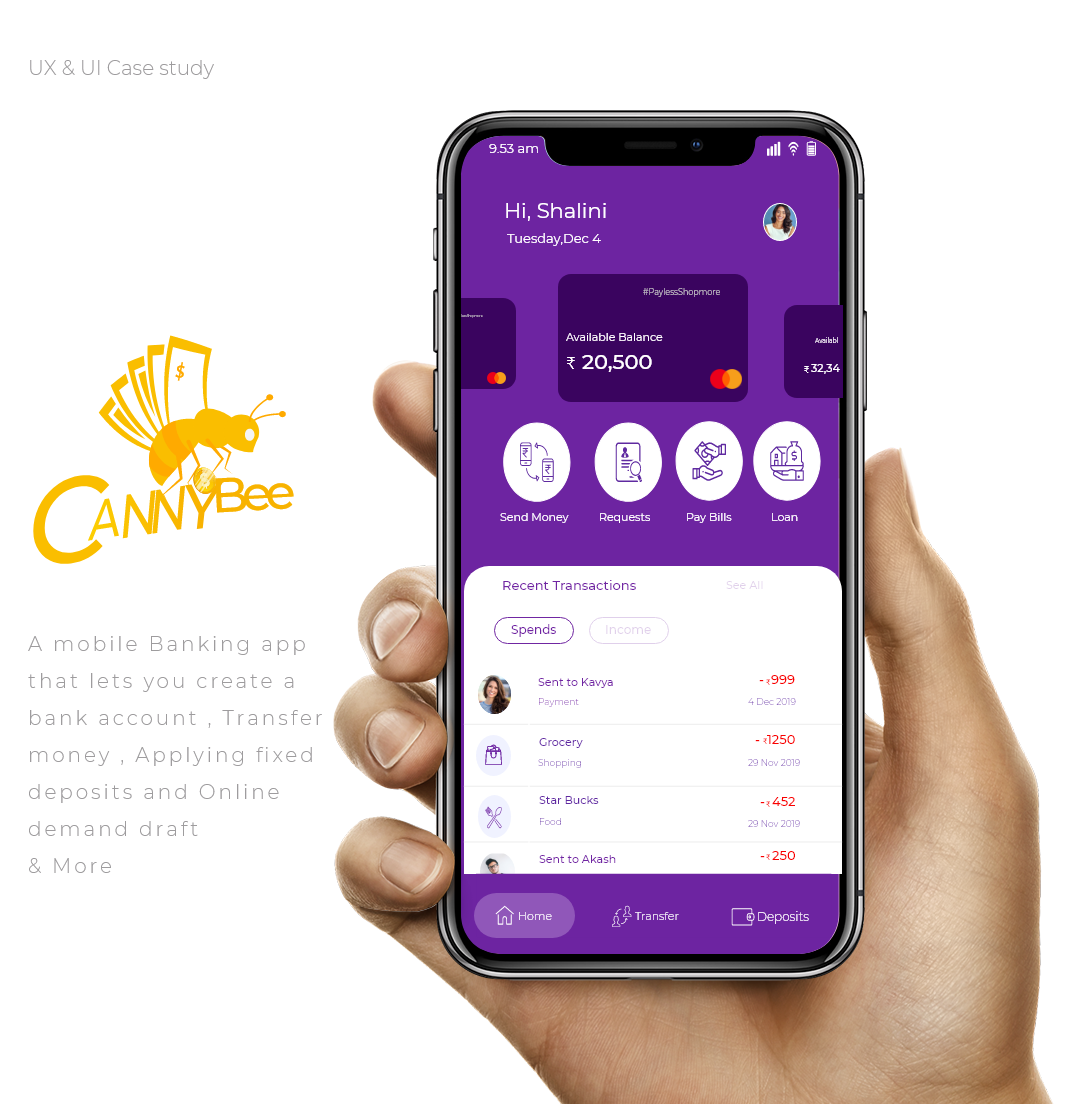 UX & UI Case study
9.53 am
Hi, Shalini
Tuesday,Dec 4
#PaylessShopmore
Available Balance
₹ 20,500
Availabl
₹ 32,34
Send Money
Requests
Pay Bills
Loan
$
CANNYBee
Recent Transactions
See All
Spends
Income
Sent to Kavya
- ₹ 999
Payment
4 Dec 2019
Grocery
- ₹1250
Shopping
29 Nov 2019
Star Bucks
- ₹ 452
Food
29 Nov 2019
Sent to Akash
- ₹ 250
Home
Transfer
Deposits
A mobile Banking app
that lets you create a
bank account , Transfer
money , Applying fixed
deposits and Online
demand draft
& More